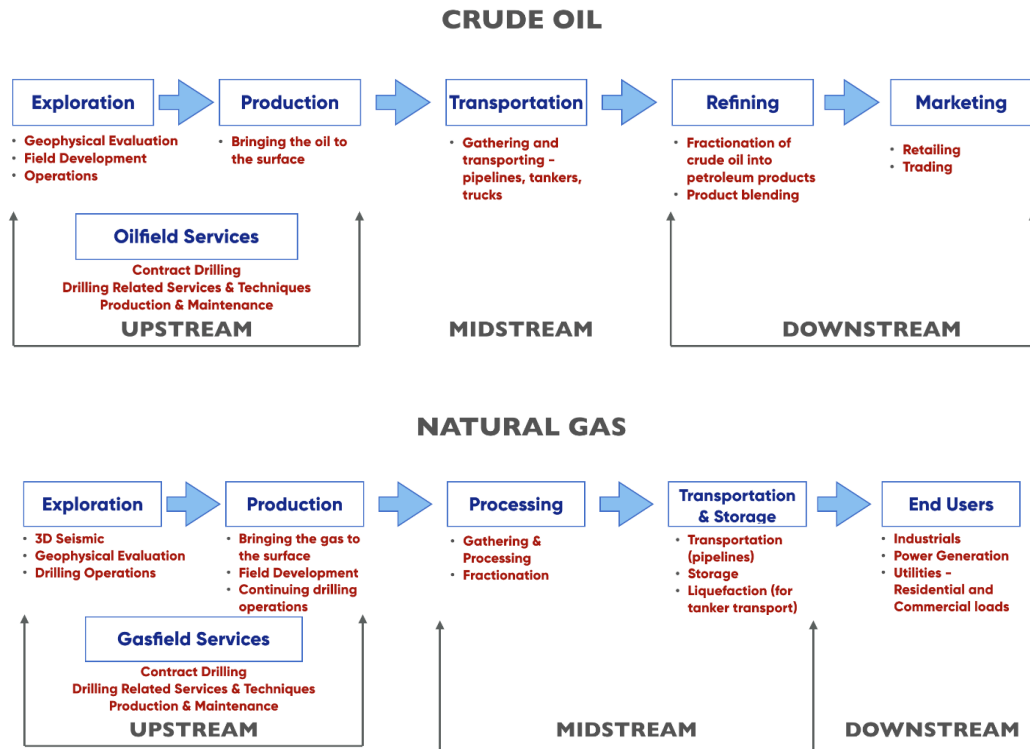 CRUDE OIL
Exploration
Production
Transportation
Refining
Marketing
• Geophysical Evaluation
• Field Development
• Operations
• Bringing the oil to
the surface
• Gathering and
transporting –
pipelines, tankers,
trucks
• Fractionation of
crude oil into
petroleum products
• Product blending
• Retailing
• Trading
Oilfield Services
Contract Drilling
Drilling Related Services & Techniques
Production & Maintenance
UPSTREAM
MIDSTREAM
DOWNSTREAM
NATURAL GAS
Exploration
Production
Processing
Transportation
& Storage
End Users
• 3D Seismic
• Geophysical Evaluation
• Drilling Operations
• Bringing the gas to
the surface
• Field Development
• Continuing drilling
operations
• Gathering &
Processing
• Fractionation
• Transportation
(pipelines)
• Storage
• Liquefaction (for
tanker transport)
• Industrials
• Power Generation
• Utilities –
Residential and
Commercial loads
Gasfield Services
Contract Drilling
Drilling Related Services & Techniques
Production & Maintenance
UPSTREAM
MIDSTREAM
DOWNSTREAM